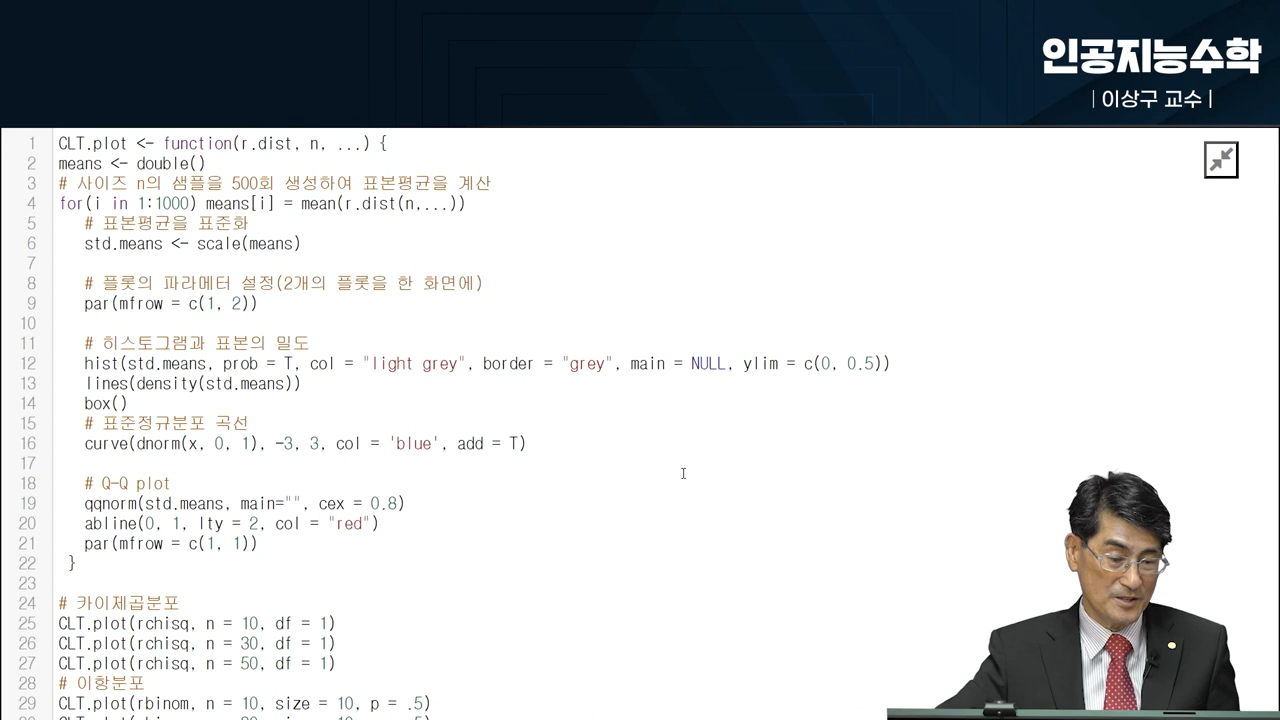 인공지능수학
| 이상구 교수 |
1 CLT.plot <- function(r.dist, n, ...) {
2 means <- double()
3 # 사이즈 n의 샘플을 500회 생성하여 표본평균을 계산
4 for(i in 1:1000) means[i] = mean(r.dist(n,...))
5 # 표본평균을 표준화
6 std.means <- scale(means)
7
8 # 플롯의 파라메터 설정(2개의 플롯을 한 화면에)
9 par(mfrow = c(1, 2))
10
11 # 히스토그램과 표본의 밀도
12 hist(std.means, prob = T, col = "light grey", border = "grey", main = NULL, ylim = c(0, 0.5))
13 lines(density(std.means))
14 box()
15 # 표준정규분포 곡선
16 curve(dnorm(x, 0, 1), -3, 3, col = 'blue', add = T)
17
18 # Q-Q plot
19 qqnorm(std.means, main="", cex = 0.8)
20 abline(0, 1, lty = 2, col = "red")
21 par(mfrow = c(1, 1))
22 }
23
24 # 카이제곱분포
25 CLT.plot(rchisq, n = 10, df = 1)
26 CLT.plot(rchisq, n = 30, df = 1)
27 CLT.plot(rchisq, n = 50, df = 1)
28 # 이항분포
29 CLT.plot(rbinom, n = 10, size = 10, p = .5)